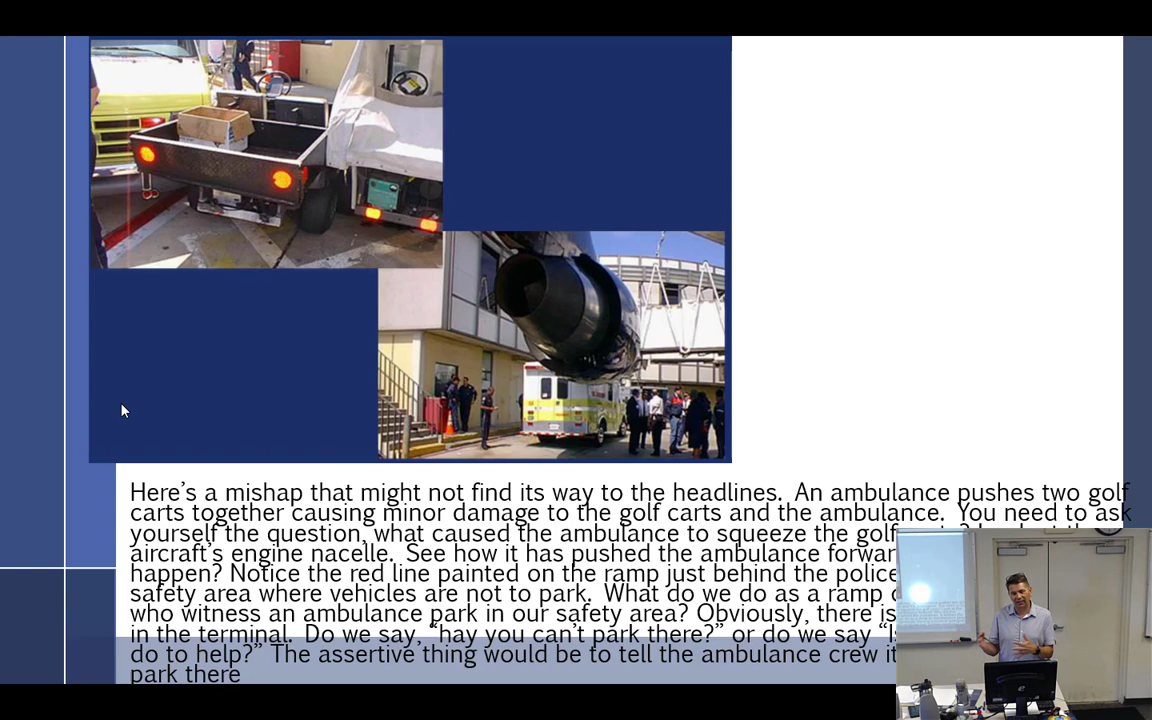 Here's a mishap that might not find its way to the headlines. An ambulance pushes two golf
carts together causing minor damage to the golf carts and the ambulance. You need to ask
yourself the question, what caused the ambulance to squeeze the golf
aircraft's engine nacelle. See how it has pushed the ambulance forwar
happen? Notice the red line painted on the ramp just behind the police
safety area where vehicles are not to park. What do we do as a ramp
who witness an ambulance park in our safety area? Obviously, there is
in the terminal. Do we say, "hay you can't park there?" or do we say "Is
do to help?" The assertive thing would be to tell the ambulance crew it
park there